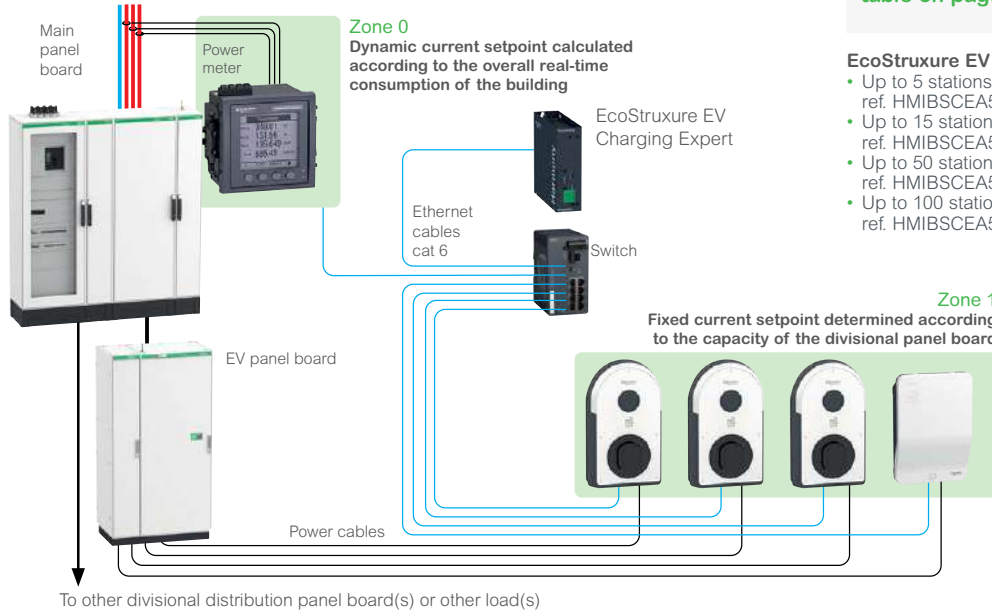 table on pag
Main
panel
board
Power
meter
Zone 0
Dynamic current setpoint calculated
according to the overall real-time
consumption of the building
EcoStruxure EV
• Up to 5 stations
ref. HMIBSCEA5
• Up to 15 station
ref. HMIBSCEA5
• Up to 50 station
ref. HMIBSCEA5
• Up to 100 statio
ref. HMIBSCEA5
EcoStruxure EV
Charging Expert
Ethernet
cables
cat 6
Switch
Zone 1
Fixed current setpoint determined according
to the capacity of the divisional panel board
EV panel board
Power cables
To other divisional distribution panel board(s) or other load(s)